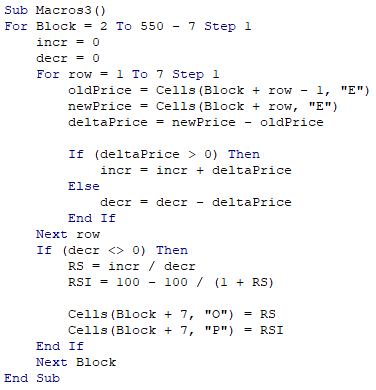 Sub Macros3()
For Block = 2 To 550 - 7 Step 1
    incr = 0
    decr = 0
    For row = 1 To 7 Step 1
        oldPrice = Cells(Block + row - 1, "E")
        newPrice = Cells(Block + row, "E")
        deltaPrice = newPrice - oldPrice

        If (deltaPrice > 0) Then
            incr = incr + deltaPrice
        Else
            decr = decr - deltaPrice
        End If
    Next row
    If (decr <> 0) Then
        RS = incr / decr
        RSI = 100 - 100 / (1 + RS)

        Cells(Block + 7, "O") = RS
        Cells(Block + 7, "P") = RSI
    End If
    Next Block
End Sub